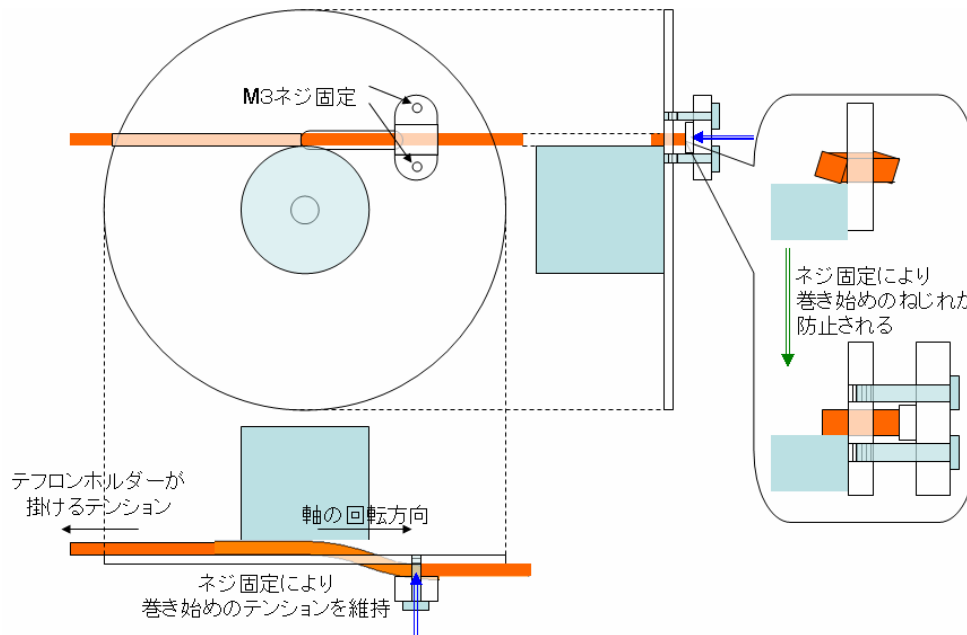 M3ネジ固定
ネジ固定により
巻き始めのねじれが
防止される
テフロンホルダーが
掛けるテンション
軸の回転方向
ネジ固定により
巻き始めのテンションを維持